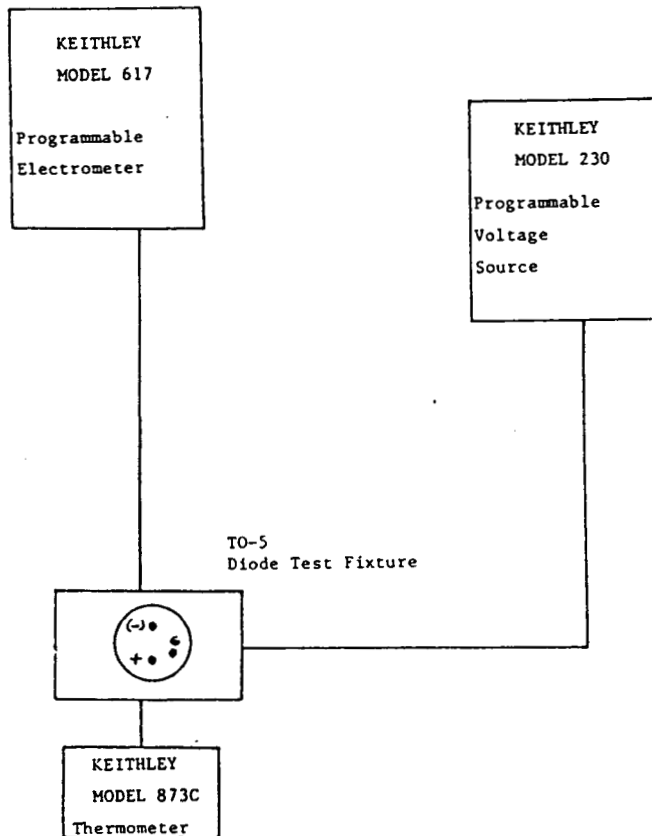 KEITHLEY
MODEL 617
Programmable
Electrometer
KEITHLEY
MODEL 230
Programmable
Voltage
Source
TO-5
Diode Test Fixture
(-)
G
+
KEITHLEY
MODEL 873C
Thermometer